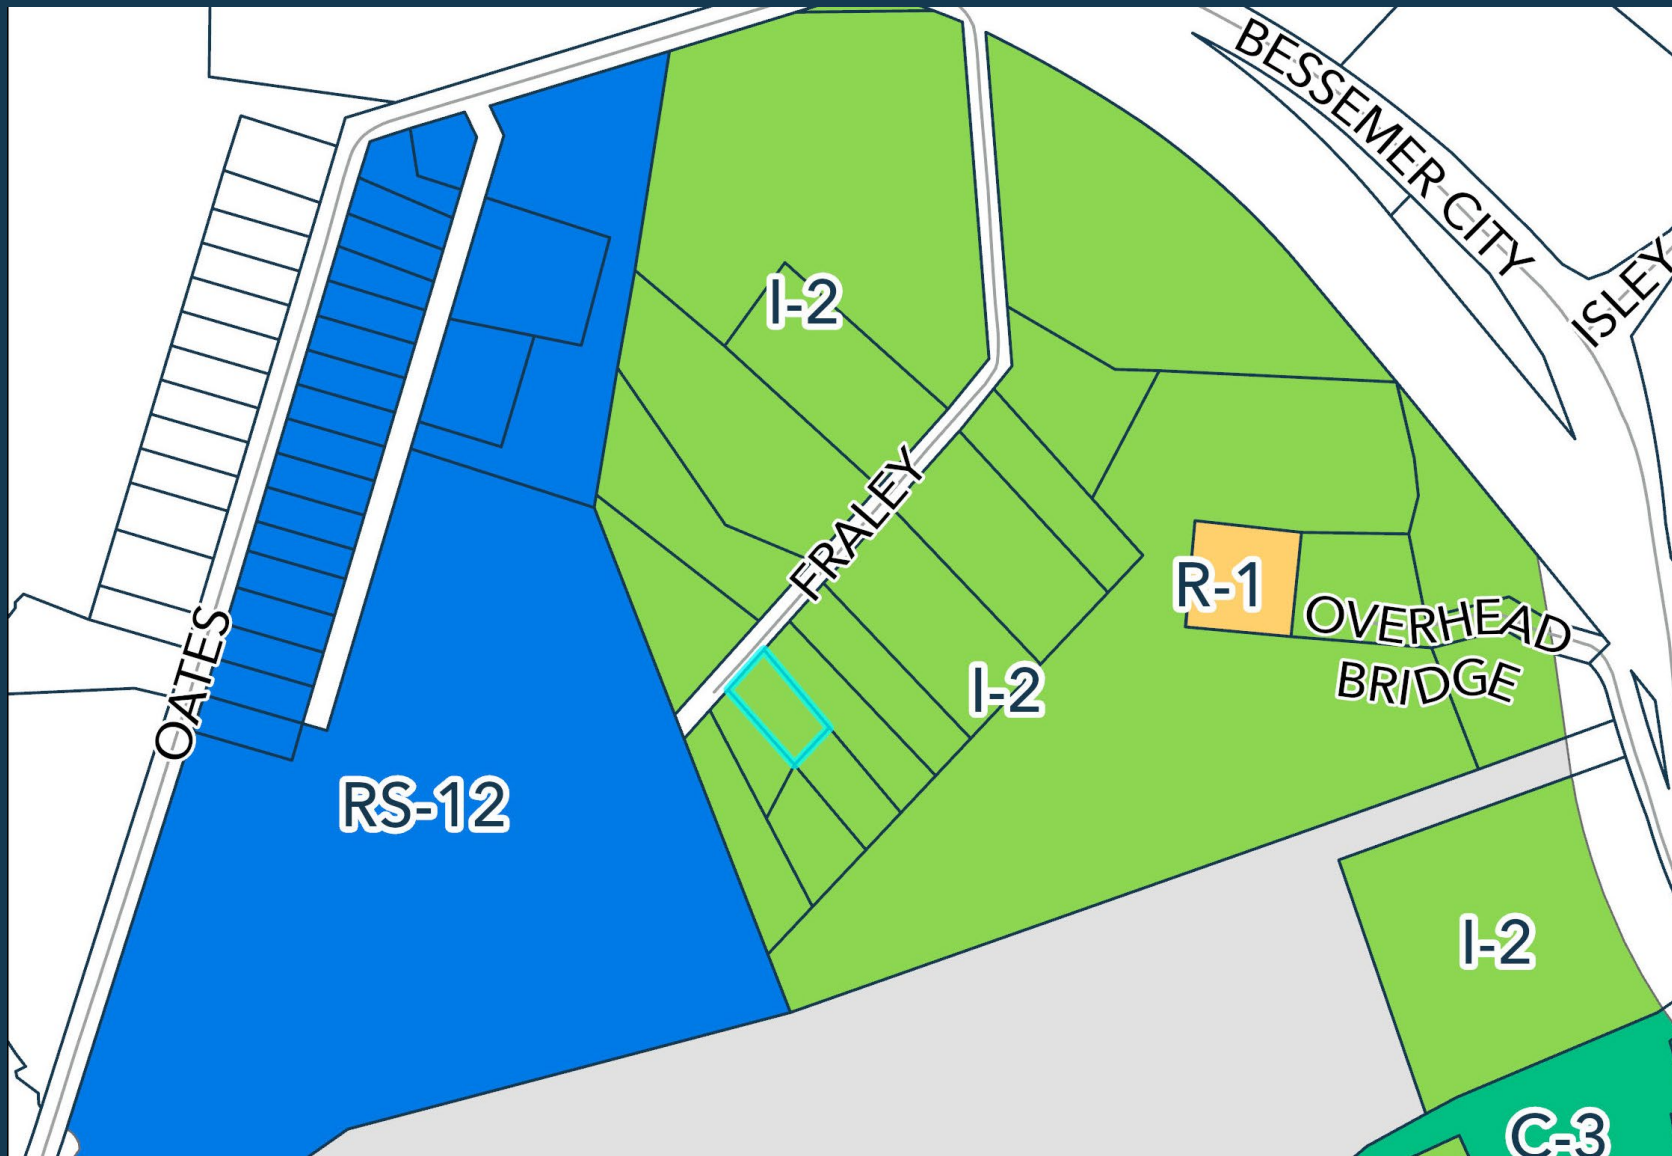 BESSEMER CITY
ISLEY
I-2
FRALEY
R-1
OVERHEAD
BRIDGE
OATES
I-2
RS-12
I-2
C-3